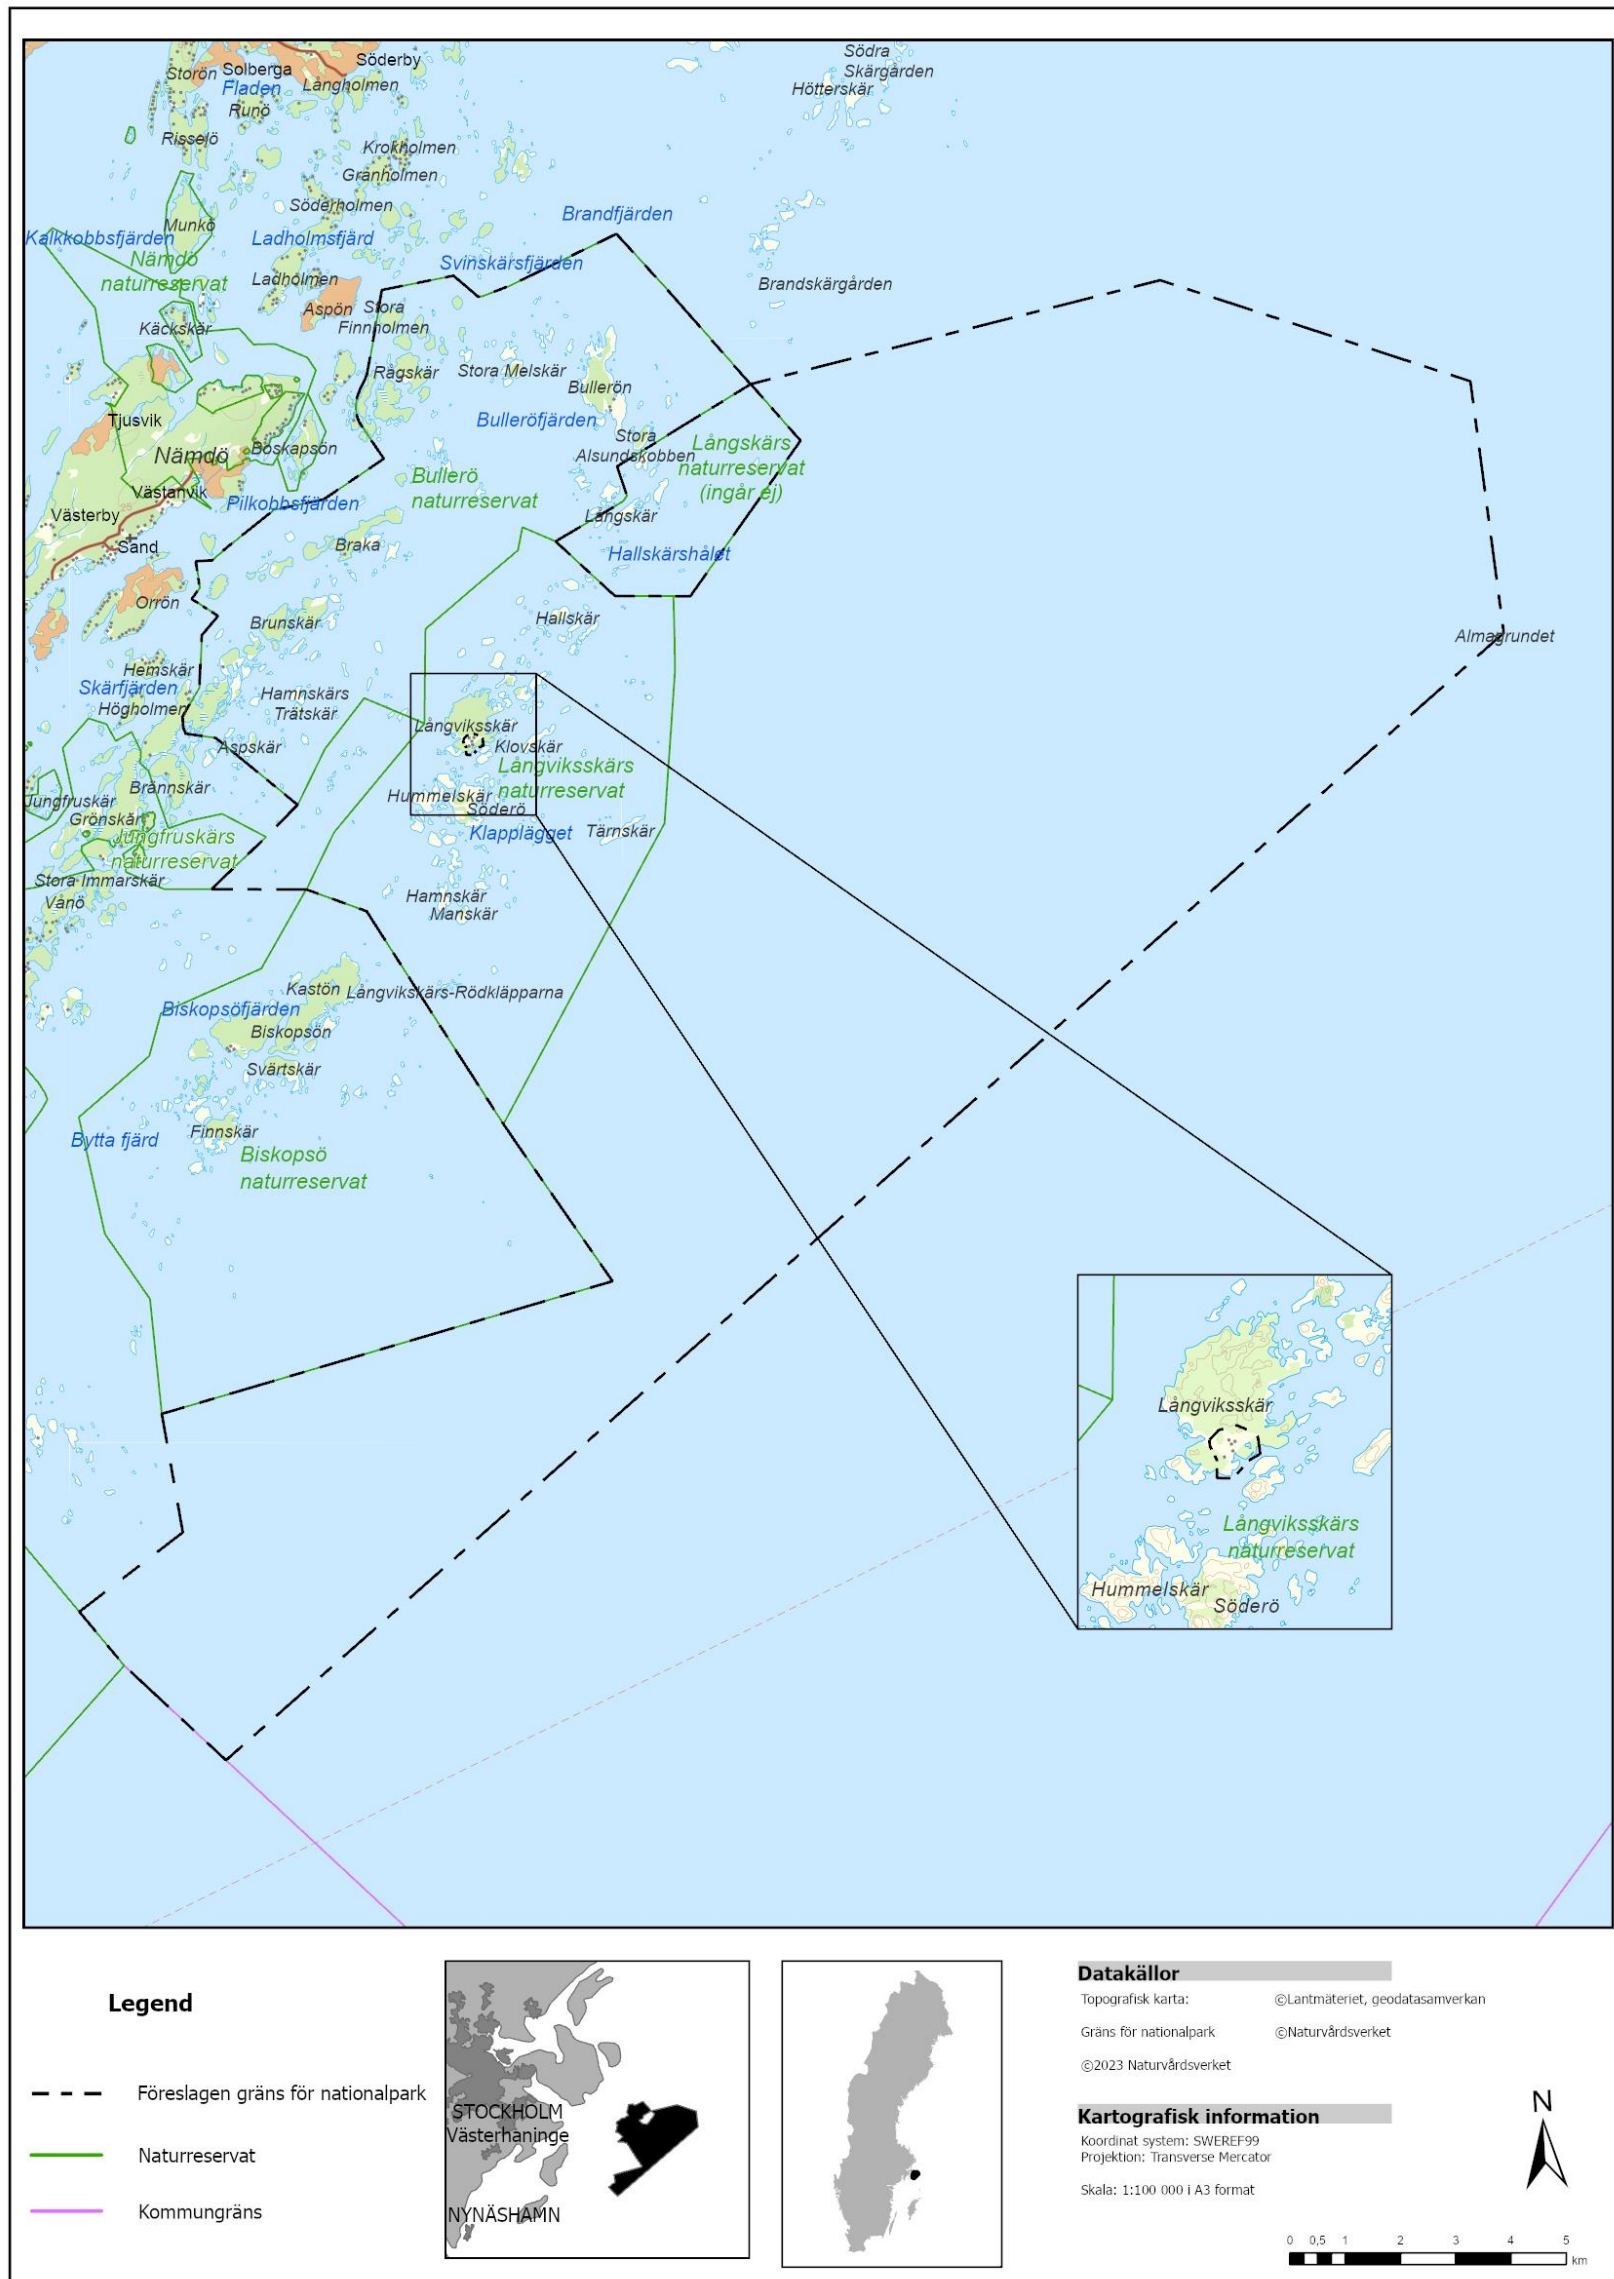 Södra
Skärgården
Hötterskär
Söderby
Storön
Solberga
Fladen
Långholmen
Runö
Risselö
Krokholmen
Granholmen
Söderholmen
Munkö
Kalkkobbsfjärden
Ladholmsfjärd
Brandfjärden
Nämdö
naturreservat
Svinskärsfjärden
Ladholmen
Brandskärgården
Aspön
Stora
Finnholmen
Käckskär
Rågskär
Stora Melskär
Bullerön
Tjusvik
Bulleröfjärden
Stora
Alsundskobben
Långskärs
naturreservat
(ingår ej)
Nämdö
Boskapsön
Bullerö
naturreservat
Västanvik
Pilkobbsfjärden
Västerby
Långskär
Sand
Braka
Hallskärshålet
Orrön
Brunskär
Hallskär
Almagrundet
Hemskär
Skärfjärden
Högholmen
Hamnskärs
Trätskär
Långviksskär
Aspskär
Klovskär
Långviksskärs
naturreservat
Brännskär
Jungfruskär
Hummelskär
Söderö
Grönskär
Klapplägget
Tärnskär
Jungfruskärs
naturreservat
Stora Immarskär
Vånö
Hamnskär
Manskär
Kastön
Långvikskärs-Rödkläpparna
Biskopsöfjärden
Biskopsön
Svärtskär
Finnskär
Bytta fjärd
Biskopsö
naturreservat
Långviksskär
Långviksskärs
naturreservat
Hummelskär
Söderö
Legend
Föreslagen gräns för nationalpark
Naturreservat
Kommungräns
STOCKHOLM
Västerhaninge
NYNÄSHAMN
Datakällor
Topografisk karta: ©Lantmäteriet, geodatasamverkan
Gräns för nationalpark ©Naturvårdsverket
©2023 Naturvårdsverket
Kartografisk information
Koordinat system: SWEREF99
Projektion: Transverse Mercator
Skala: 1:100 000 i A3 format
N
0 0,5 1 2 3 4 5
km